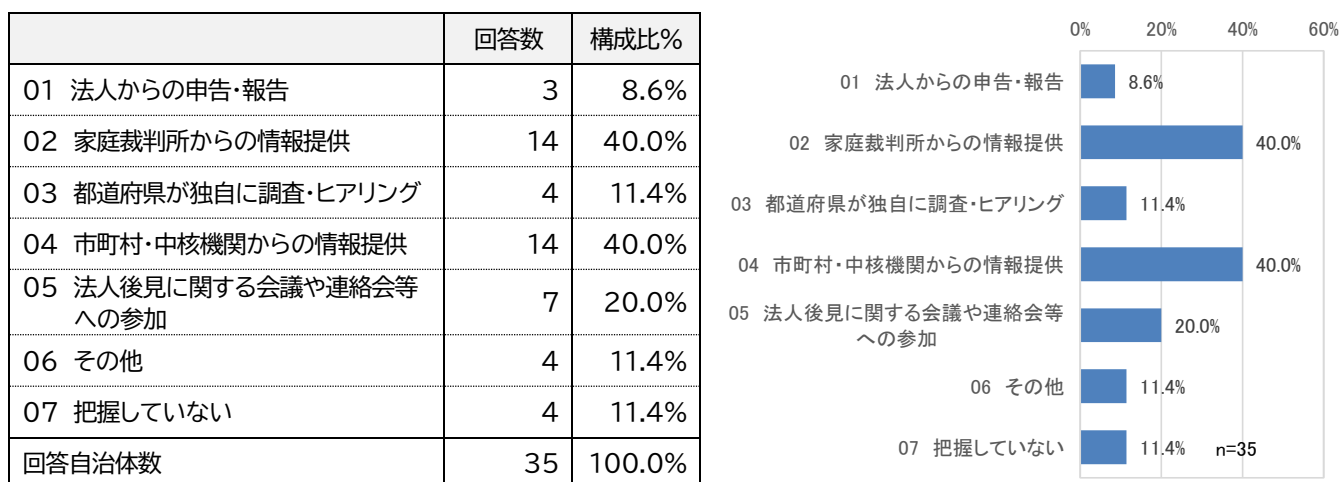 回答数 構成比%
01 法人からの申告・報告 3 8.6%
02 家庭裁判所からの情報提供 14 40.0%
03 都道府県が独自に調査・ヒアリング 4 11.4%
04 市町村・中核機関からの情報提供 14 40.0%
05 法人後見に関する会議や連絡会等
への参加 7 20.0%
06 その他 4 11.4%
07 把握していない 4 11.4%
回答自治体数 35 100.0%
0% 20% 40% 60%
01 法人からの申告・報告 8.6%
02 家庭裁判所からの情報提供 40.0%
03 都道府県が独自に調査・ヒアリング 11.4%
04 市町村・中核機関からの情報提供 40.0%
05 法人後見に関する会議や連絡会等
への参加 20.0%
06 その他 11.4%
07 把握していない 11.4% n=35